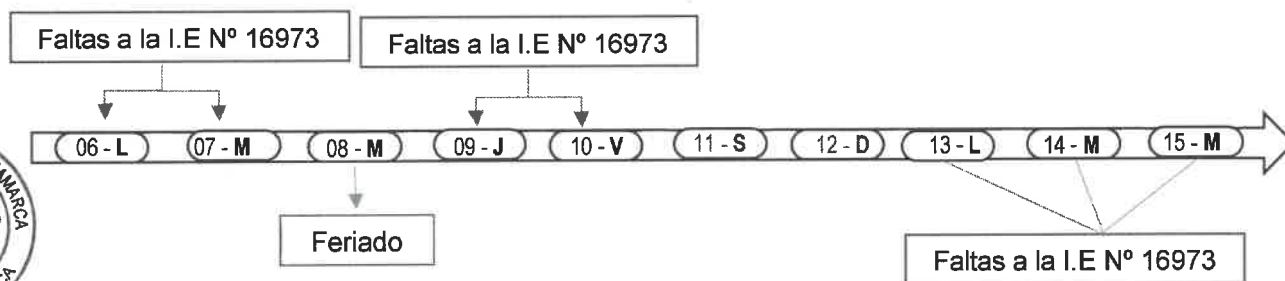 Faltas a la I.E Nº 16973
Faltas a la I.E Nº 16973
06 - L
07 - M
08 - M
09 - J
10 - V
11 - S
12 - D
13 - L
14 - M
15 - M
Feriado
Faltas a la I.E Nº 16973
AMARCA